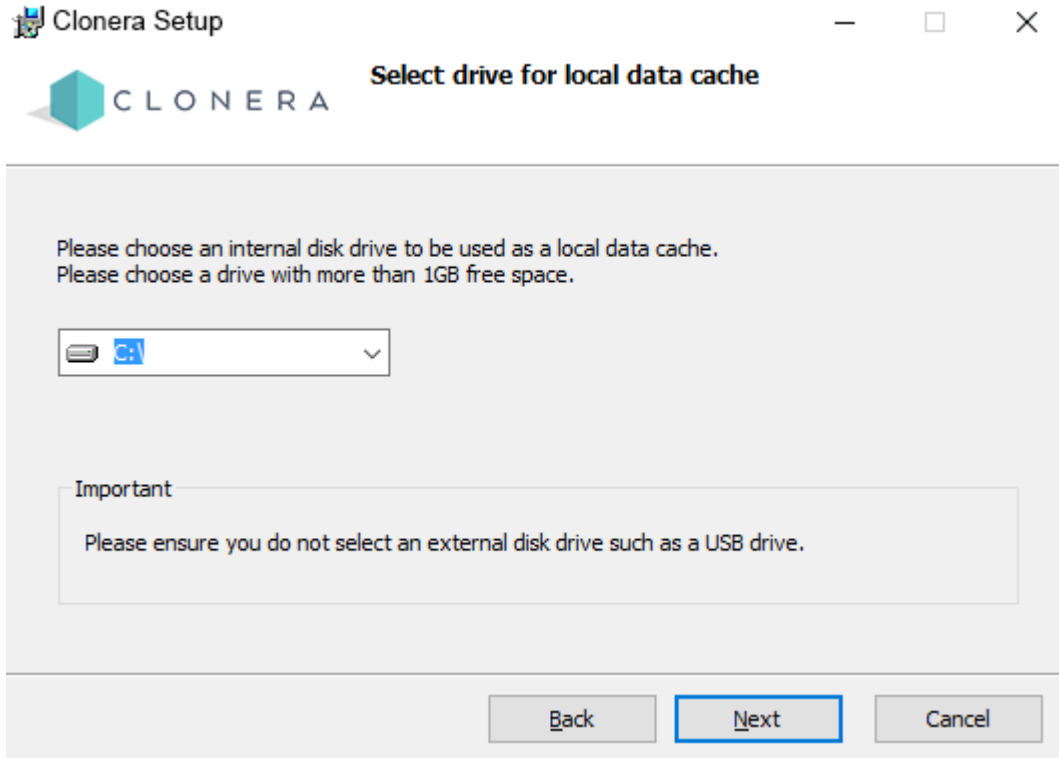 Clonera Setup
CLONERA
Select drive for local data cache
Please choose an internal disk drive to be used as a local data cache.
Please choose a drive with more than 1GB free space.
C:\
Important
Please ensure you do not select an external disk drive such as a USB drive.
Back
Next
Cancel